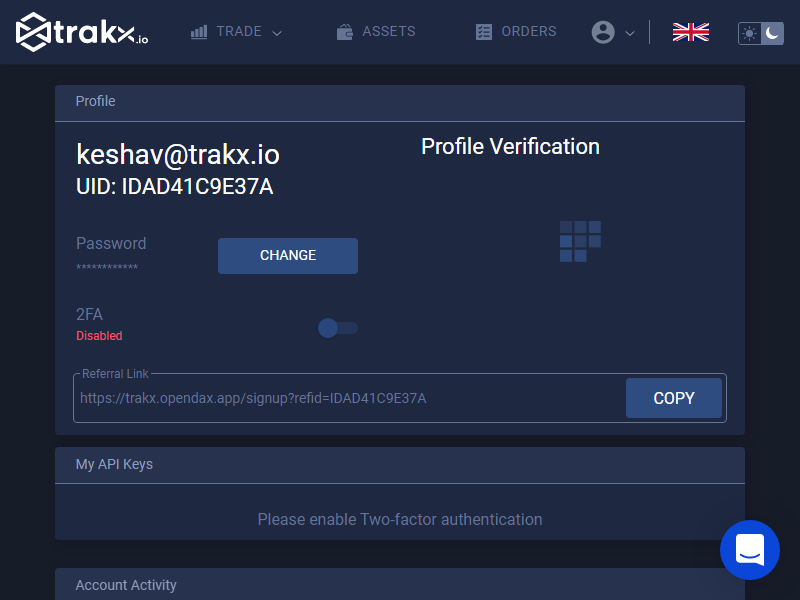 trakx.io
TRADE
ASSETS
ORDERS
Profile
keshav@trakx.io
UID: IDAD41C9E37A
Profile Verification
Password
************
CHANGE
2FA
Disabled
Referral Link
https://trakx.opendax.app/signup?refid=IDAD41C9E37A
COPY
My API Keys
Please enable Two-factor authentication
Account Activity